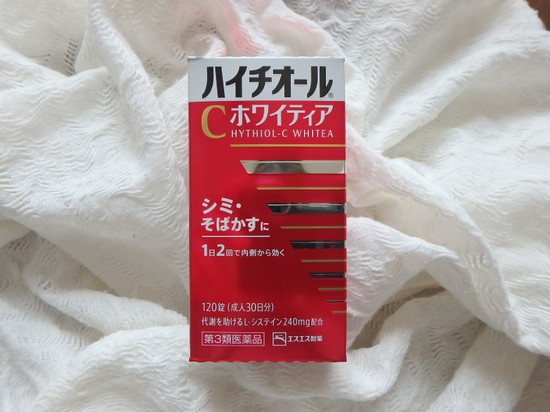 ハイチオール®
Cホワイティア
HYTHIOL-C WHITEA
シミ・
そばかすに
1日2回で内側から効く
120錠(成人30日分)
代謝を助けるL-システイン240mg配合
第3類医薬品 エスエス製薬